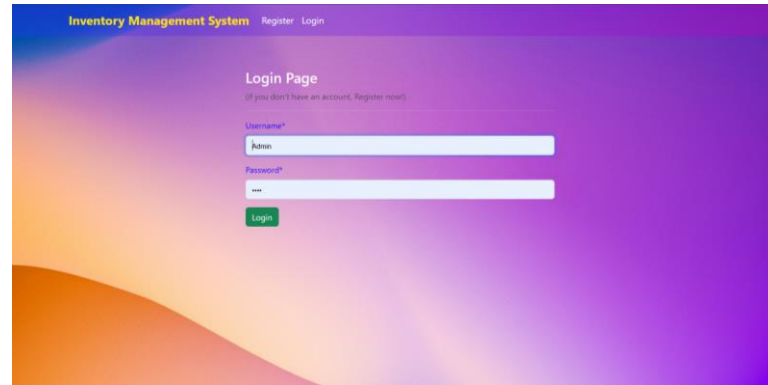 Inventory Management System Register Login
Login Page
(if you don't have an account, Register now!)
Username*
Admin
Password*
••••
Login